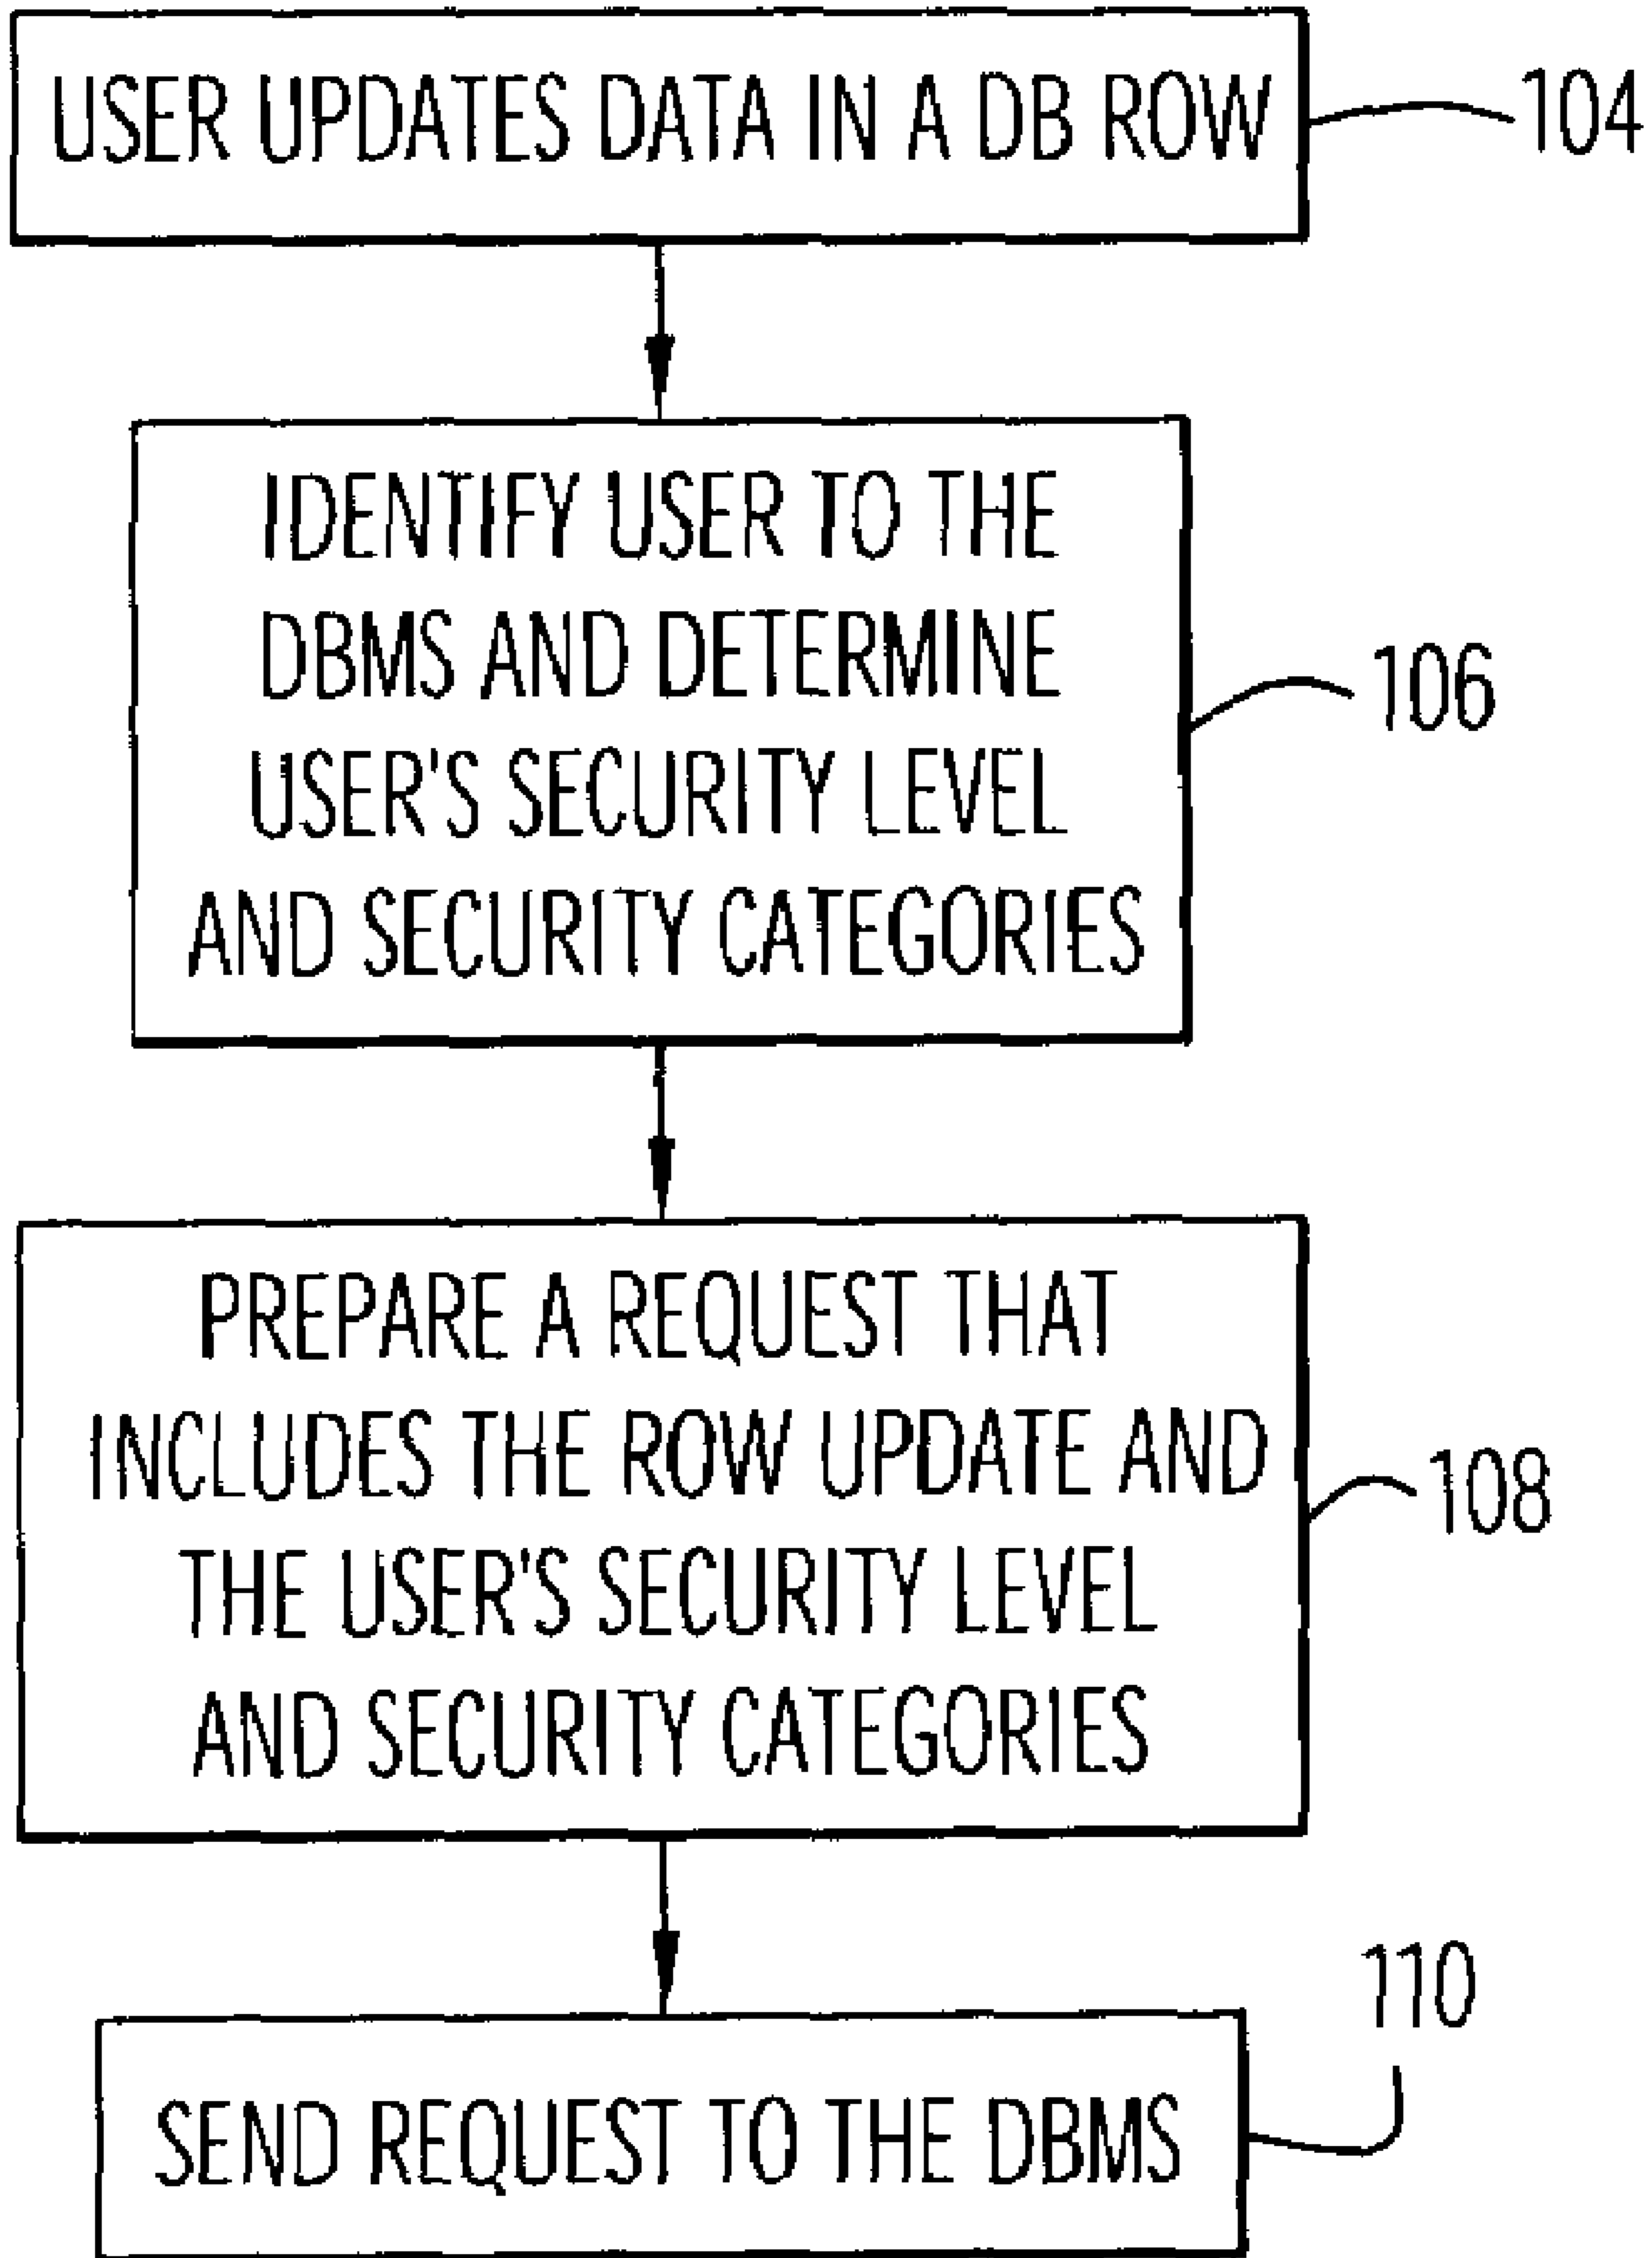 USER UPDATES DATA IN A DB ROW
104
IDENTIFY USER TO THE
DBMS AND DETERMINE
USER'S SECURITY LEVEL
AND SECURITY CATEGORIES
106
PREPARE A REQUEST THAT
INCLUDES THE ROW UPDATE AND
THE USER'S SECURITY LEVEL
AND SECURITY CATEGORIES
108
110
SEND REQUEST TO THE DBMS